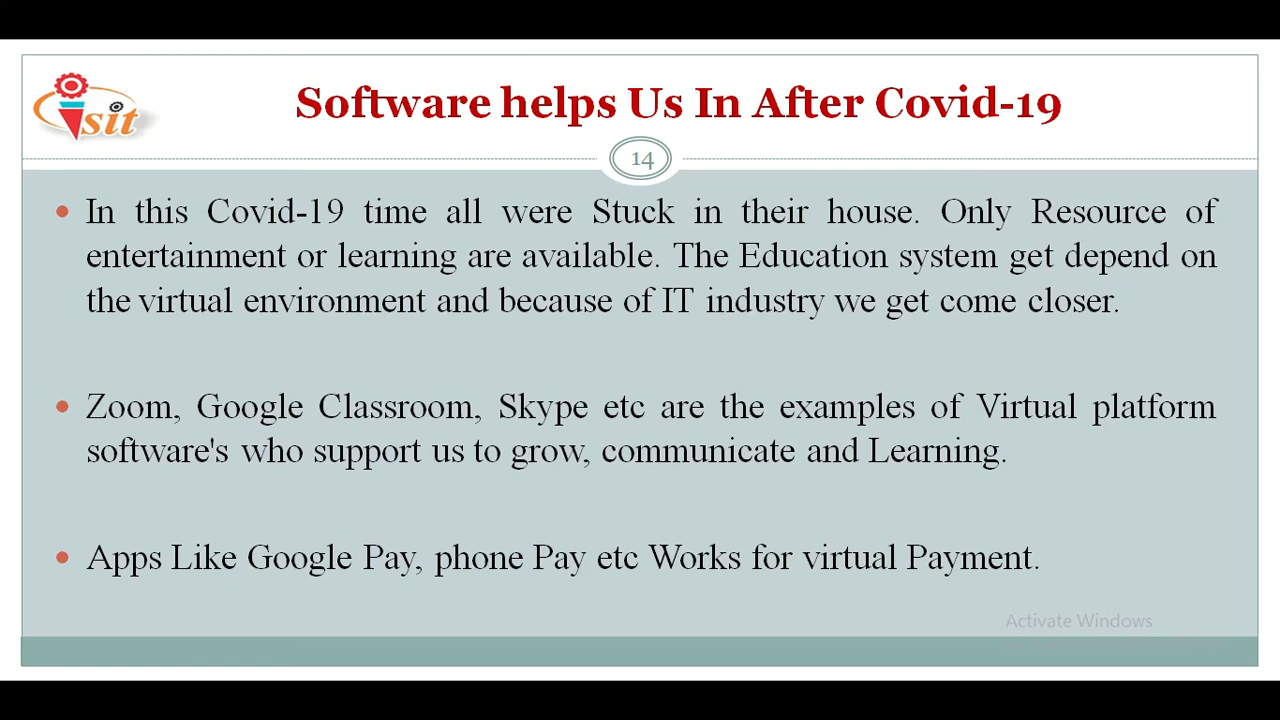 sit
Software helps Us In After Covid-19
14
In this Covid-19 time all were Stuck in their house. Only Resource of
entertainment or learning are available. The Education system get depend on
the virtual environment and because of IT industry we get come closer.
Zoom, Google Classroom, Skype etc are the examples of Virtual platform
software's who support us to grow, communicate and Learning.
Apps Like Google Pay, phone Pay etc Works for virtual Payment.
Activate Windows